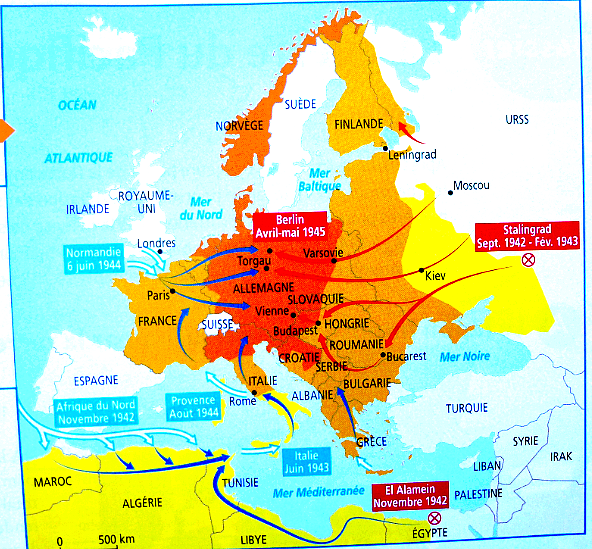 OCÉAN
ATLANTIQUE
NORVÈGE
SUÈDE
FINLANDE
URSS
Leningrad
Mer
Baltique
Moscou
IRLANDE
ROYAUME-
UNI
Mer
du Nord
Berlin
Avril-mai 1945
Stalingrad
Sept. 1942 - Fév. 1943
Normandie
6 juin 1944
Londres
Torgau
Varsovie
Kiev
ALLEMAGNE
Paris
SLOVAQUIE
FRANCE
SUISSE
Vienne
Budapest
HONGRIE
ROUMANIE
CROATIE
SERBIE
Bucarest
Mer Noire
ESPAGNE
ITALIE
ALBANIE
BULGARIE
Afrique du Nord
Novembre 1942
Provence
Août 1944
Rome
TURQUIE
GRÈCE
Italie
Juin 1943
SYRIE
IRAK
LIBAN
MAROC
ALGÉRIE
TUNISIE
Mer Méditerranée
El Alamein
Novembre 1942
PALESTINE
LIBYE
ÉGYPTE
0 500 km